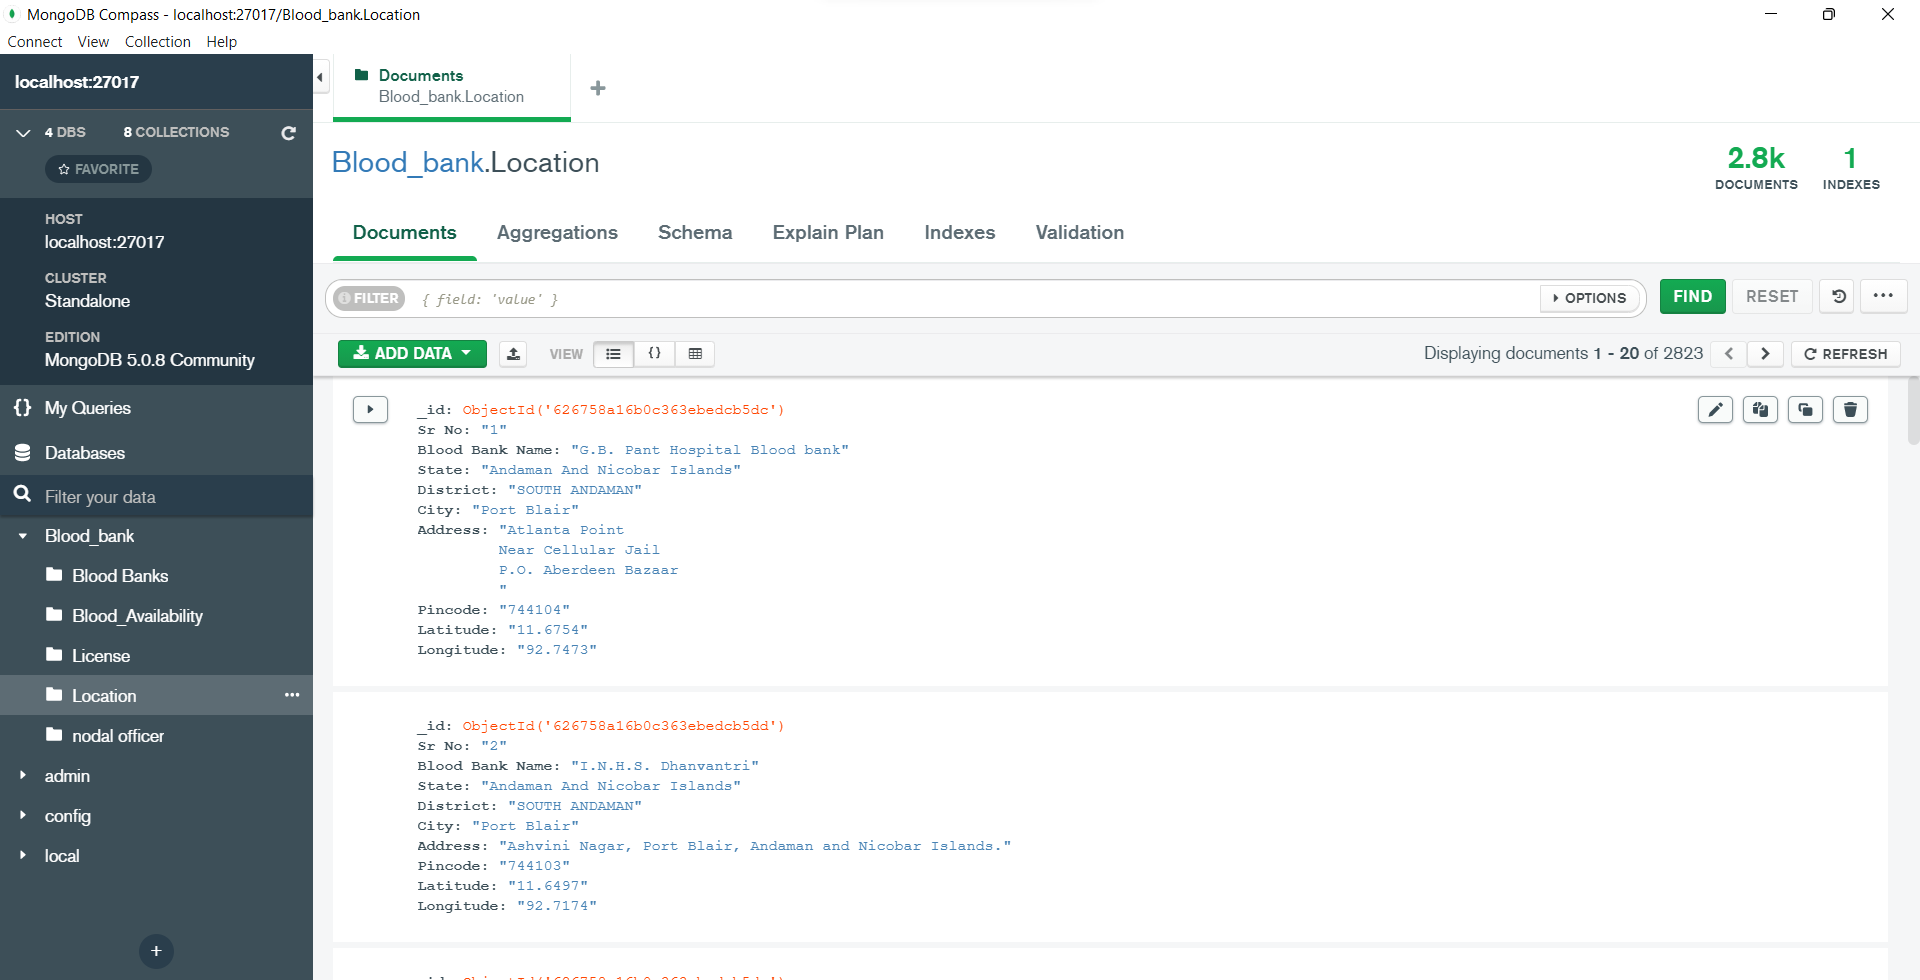 MongoDB Compass - localhost:27017/Blood_bank.Location
Connect View Collection Help
localhost:27017
4 DBS 8 COLLECTIONS
FAVORITE
HOST
localhost:27017
CLUSTER
Standalone
EDITION
MongoDB 5.0.8 Community
{} My Queries
Databases
Filter your data
Blood_bank
Blood Banks
Blood_Availability
License
Location ...
nodal officer
admin
config
local
+
Documents
Blood_bank.Location
+
Blood_bank.Location
2.8k
DOCUMENTS
1
INDEXES
Documents Aggregations Schema Explain Plan Indexes Validation
FILTER { field: 'value' } OPTIONS FIND RESET ...
ADD DATA VIEW {} Displaying documents 1 - 20 of 2823 REFRESH
_id: ObjectId('626758a16b0c363ebedcb5dc')
Sr No: "1"
Blood Bank Name: "G.B. Pant Hospital Blood bank"
State: "Andaman And Nicobar Islands"
District: "SOUTH ANDAMAN"
City: "Port Blair"
Address: "Atlanta Point
Near Cellular Jail
P.O. Aberdeen Bazaar
"
Pincode: "744104"
Latitude: "11.6754"
Longitude: "92.7473"
_id: ObjectId('626758a16b0c363ebedcb5dd')
Sr No: "2"
Blood Bank Name: "I.N.H.S. Dhanvantri"
State: "Andaman And Nicobar Islands"
District: "SOUTH ANDAMAN"
City: "Port Blair"
Address: "Ashvini Nagar, Port Blair, Andaman and Nicobar Islands."
Pincode: "744103"
Latitude: "11.6497"
Longitude: "92.7174"